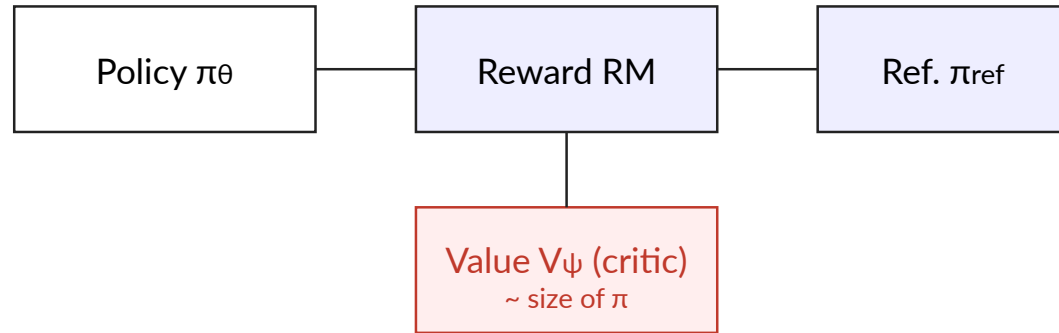 Policy πθ
Reward RM
Ref. πref
Value Vψ (critic)
~ size of π